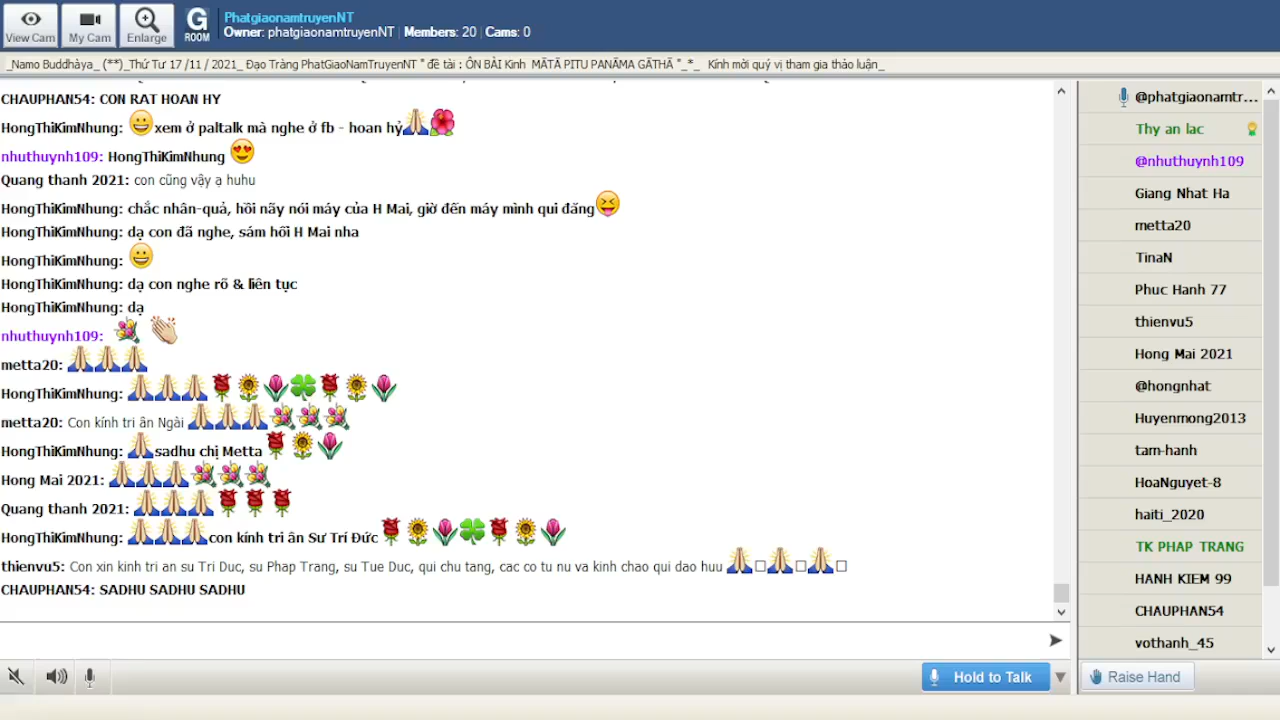 View Cam
My Cam
Enlarge
G
ROOM
PhatgiaonamtruyenNT
Owner: phatgiaonamtruyenNT | Members: 20 | Cams: 0
_Namo Buddhàya_ (**)_Thứ Tư 17 /11 / 2021_ Đạo Tràng PhatGiaoNamTruyenNT " đề tài : ÔN BÀI Kinh MĀTĀ PITU PANĀMA GĀTHĀ "_*_ Kính mời quý vị tham gia thảo luận_
CHAUPHAN54: CON RAT HOAN HY
HongThiKimNhung: 😀xem ở paltalk mà nghe ở fb - hoan hỷ🙏🌺
nhuthuynh109: HongThiKimNhung 😍
Quang thanh 2021: con cũng vậy ạ huhu
HongThiKimNhung: chắc nhân-quả, hồi nãy nói máy của H Mai, giờ đến máy mình qui đấng😝
HongThiKimNhung: dạ con đã nghe, sám hối H Mai nha
HongThiKimNhung: 😀
HongThiKimNhung: dạ con nghe rõ & liên tục
HongThiKimNhung: dạ
nhuthuynh109: 💐 👏
metta20: 🙏🙏🙏
HongThiKimNhung: 🙏🙏🙏🌹🌻🌷🍀🌹🌻🌷
metta20: Con kính tri ân Ngài 🙏🙏🙏💐💐💐
HongThiKimNhung: 🙏sadhu chị Metta🌹🌻🌷
Hong Mai 2021: 🙏🙏🙏💐💐💐
Quang thanh 2021: 🙏🙏🙏🌹🌹🌹
HongThiKimNhung: 🙏🙏🙏con kính tri ân Sư Trí Đức🌹🌻🌷🍀🌹🌻🌷
thienvu5: Con xin kinh tri an su Tri Duc, su Phap Trang, su Tue Duc, qui chu tang, cac co tu nu va kinh chao qui dao huu 🙏□🙏□🙏□
CHAUPHAN54: SADHU SADHU SADHU
Hold to Talk
@phatgiaonamtr...
Thy an lac
@nhuthuynh109
Giang Nhat Ha
metta20
TinaN
Phuc Hanh 77
thienvu5
Hong Mai 2021
@hongnhat
Huyenmong2013
tam-hanh
HoaNguyet-8
haiti_2020
TK PHAP TRANG
HANH KIEM 99
CHAUPHAN54
vothanh_45
Raise Hand